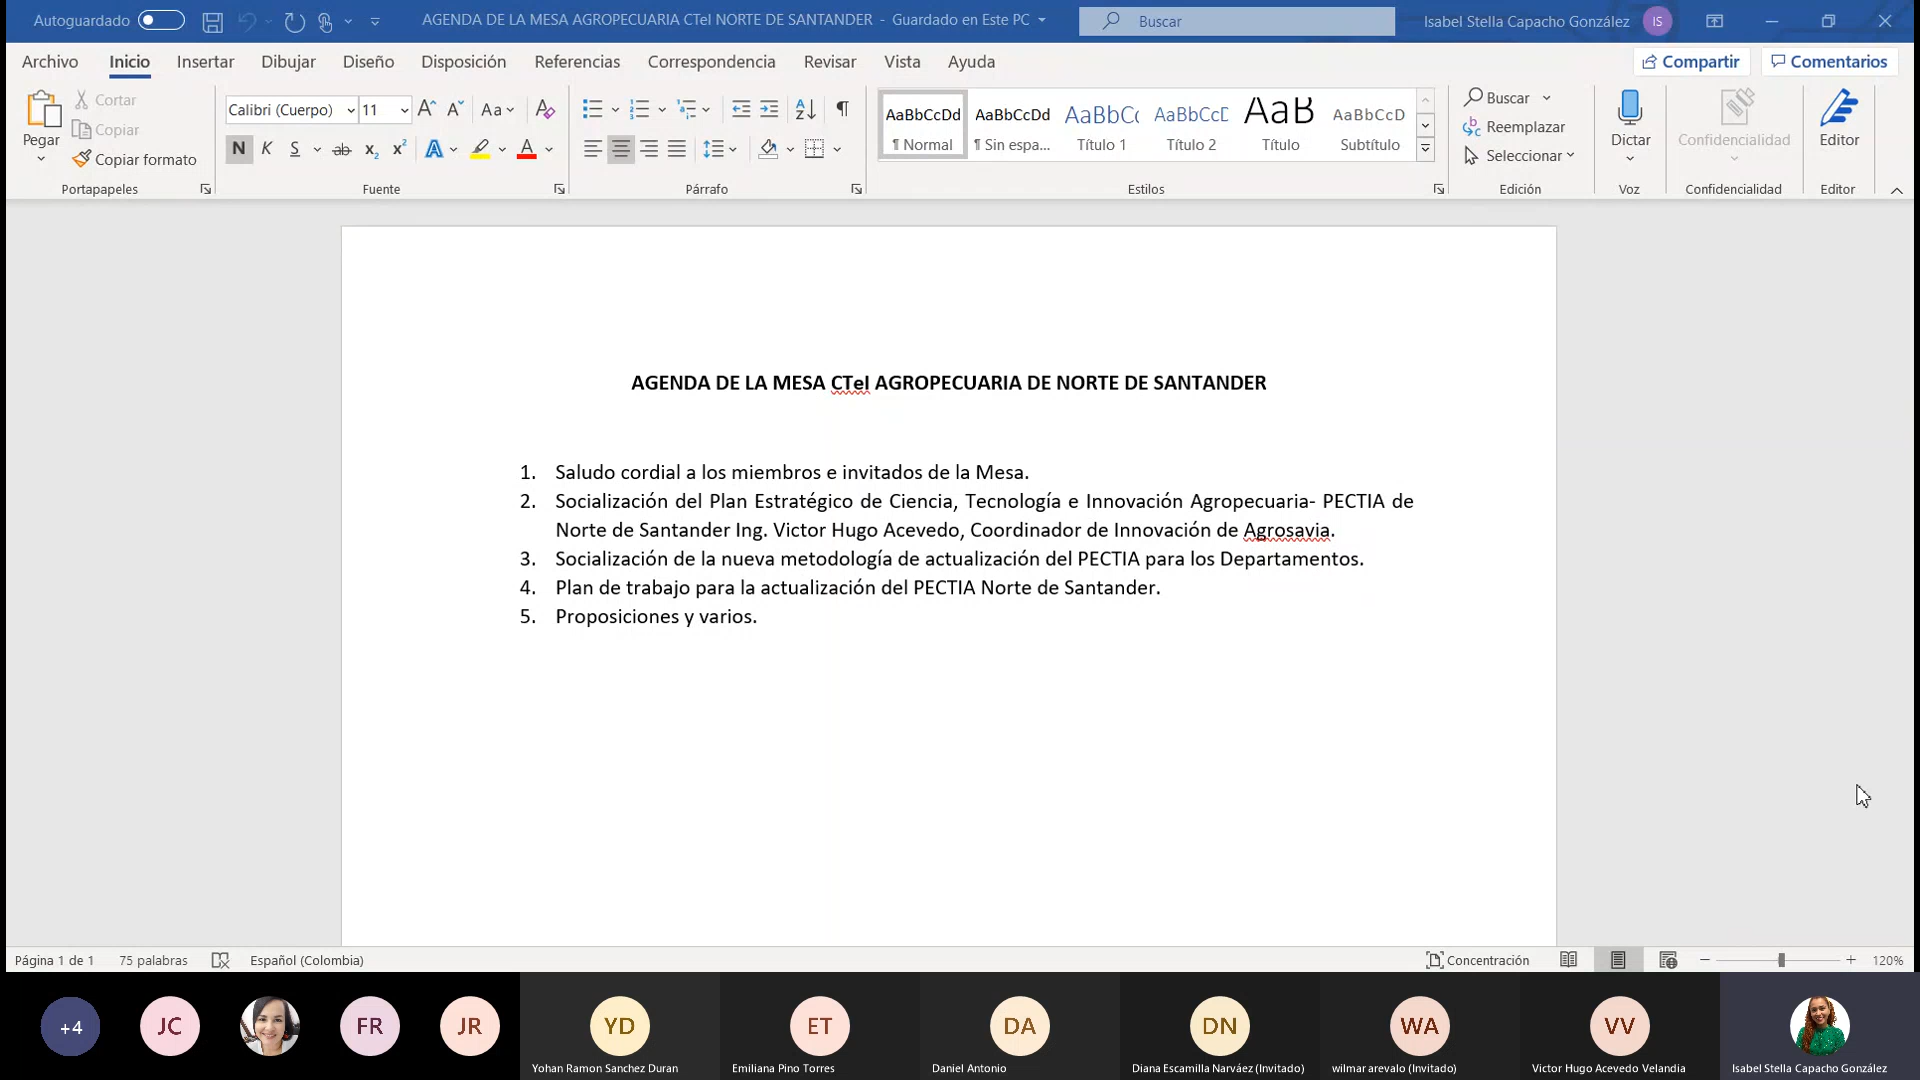 Autoguardado
AGENDA DE LA MESA AGROPECUARIA CTeI NORTE DE SANTANDER - Guardado en Este PC
Buscar
Isabel Stella Capacho González
IS
Archivo Inicio Insertar Dibujar Diseño Disposición Referencias Correspondencia Revisar Vista Ayuda
Compartir
Comentarios
Pegar
Cortar
Copiar
Copiar formato
Portapapeles
Calibri (Cuerpo) 11
Aa
N K S ab x₂ x² A A
Fuente
Párrafo
AaBbCcDd AaBbCcDd AaBbCc AaBbCcD AaB AaBbCcD
¶ Normal ¶ Sin espa... Título 1 Título 2 Título Subtítulo
Estilos
Buscar
Reemplazar
Seleccionar
Edición
Dictar
Voz
Confidencialidad
Confidencialidad
Editor
Editor
AGENDA DE LA MESA CTeI AGROPECUARIA DE NORTE DE SANTANDER
1. Saludo cordial a los miembros e invitados de la Mesa.
2. Socialización del Plan Estratégico de Ciencia, Tecnología e Innovación Agropecuaria- PECTIA de
Norte de Santander Ing. Victor Hugo Acevedo, Coordinador de Innovación de Agrosavia.
3. Socialización de la nueva metodología de actualización del PECTIA para los Departamentos.
4. Plan de trabajo para la actualización del PECTIA Norte de Santander.
5. Proposiciones y varios.
Página 1 de 1 75 palabras Español (Colombia)
Concentración
120%
+4 JC FR JR YD ET DA DN WA VV
Yohan Ramon Sanchez Duran
Emiliana Pino Torres
Daniel Antonio
Diana Escamilla Narváez (Invitado)
wilmar arevalo (Invitado)
Victor Hugo Acevedo Velandia
Isabel Stella Capacho González